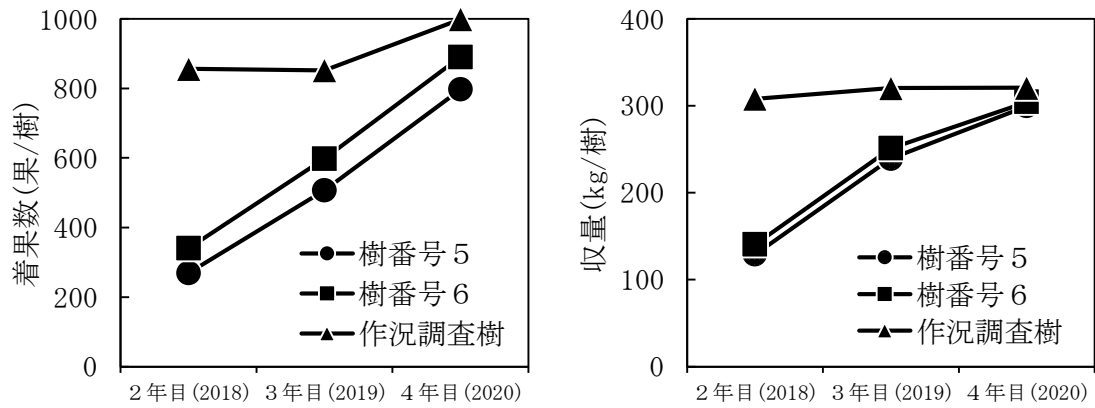 着果数(果/樹)
1000
800
600
400
200
0
樹番号５
樹番号６
作況調査樹
２年目(2018)
３年目(2019)
４年目(2020)
収量(kg/樹)
400
300
200
100
0
樹番号５
樹番号６
作況調査樹
２年目(2018)
３年目(2019)
４年目(2020)